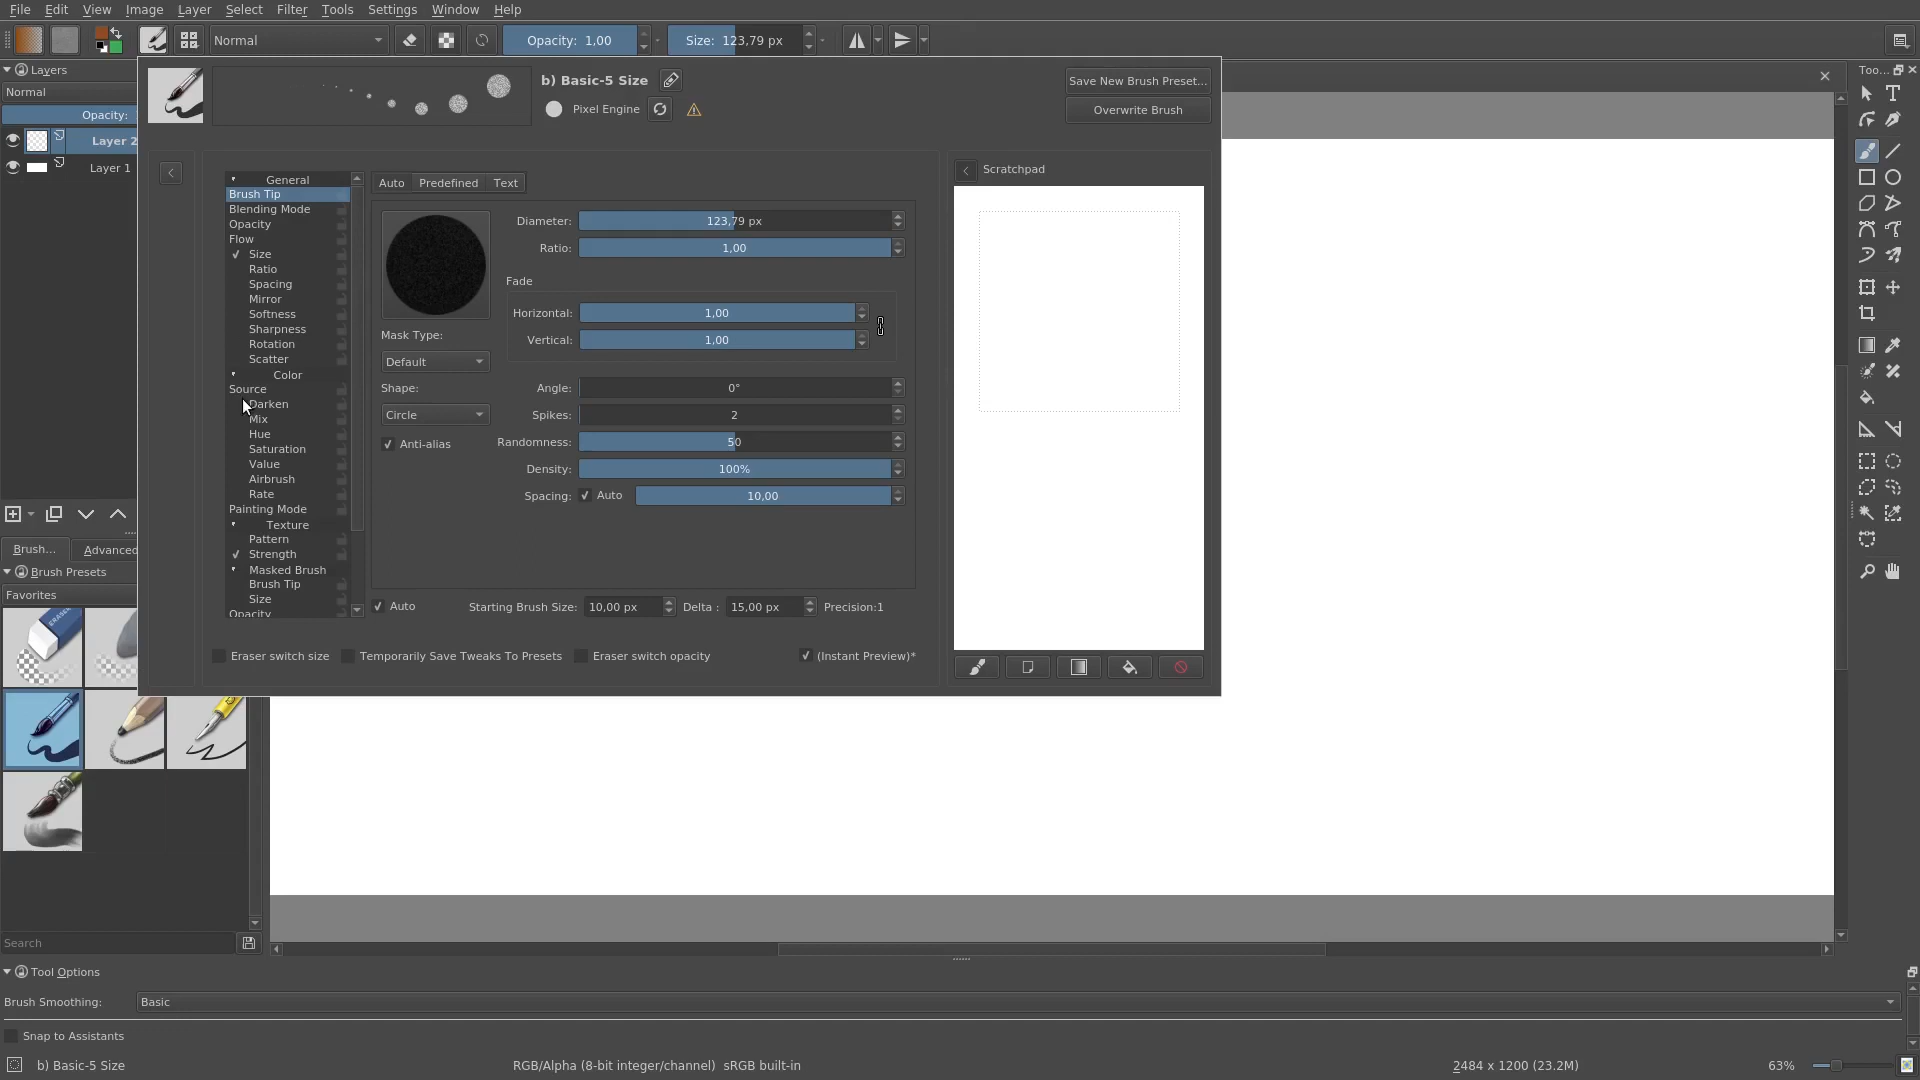 File Edit View Image Layer Select Filter Tools Settings Window Help
Normal Opacity: 1,00 Size: 123,79 px
Layers
Normal
Opacity:
Layer 2
Layer 1
Brush... Advanced
Brush Presets
Favorites
Search
b) Basic-5 Size
Pixel Engine
Save New Brush Preset...
Overwrite Brush
General
Brush Tip
Blending Mode
Opacity
Flow
Size
Ratio
Spacing
Mirror
Softness
Sharpness
Rotation
Scatter
Color
Source
Darken
Mix
Hue
Saturation
Value
Airbrush
Rate
Painting Mode
Texture
Pattern
Strength
Masked Brush
Brush Tip
Size
Opacity
Auto Predefined Text
Diameter: 123,79 px
Ratio: 1,00
Fade
Horizontal: 1,00
Vertical: 1,00
Mask Type:
Default
Shape:
Circle
Anti-alias
Angle: 0°
Spikes: 2
Randomness: 50
Density: 100%
Spacing: Auto 10,00
Auto Starting Brush Size: 10,00 px Delta : 15,00 px Precision:1
Eraser switch size Temporarily Save Tweaks To Presets Eraser switch opacity (Instant Preview)*
Scratchpad
Too...
Tool Options
Brush Smoothing: Basic
Snap to Assistants
b) Basic-5 Size RGB/Alpha (8-bit integer/channel) sRGB built-in 2484 x 1200 (23.2M) 63%